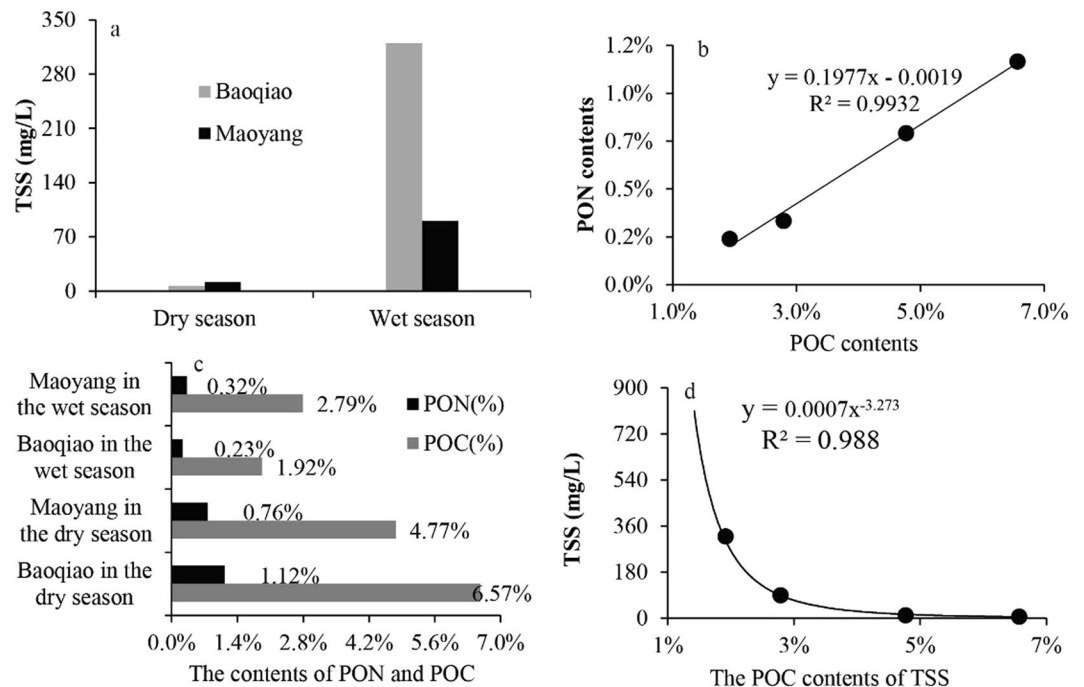 a
350
280
210
140
70
0
TSS (mg/L)
Baoqiao
Maoyang
Dry season
Wet season
b
1.2%
1.0%
0.7%
0.5%
0.2%
0.0%
PON contents
y = 0.1977x - 0.0019
R² = 0.9932
1.0%
3.0%
5.0%
7.0%
POC contents
c
Maoyang in
the wet season
Baoqiao in the
wet season
Maoyang in
the dry season
Baoqiao in the
dry season
0.32%
2.79%
0.23%
1.92%
0.76%
4.77%
1.12%
6.57%
PON(%)
POC(%)
0.0%
1.4%
2.8%
4.2%
5.6%
7.0%
The contents of PON and POC
d
900
720
540
360
180
0
TSS (mg/L)
y = 0.0007x⁻³·²⁷³
R² = 0.988
1%
3%
5%
7%
The POC contents of TSS